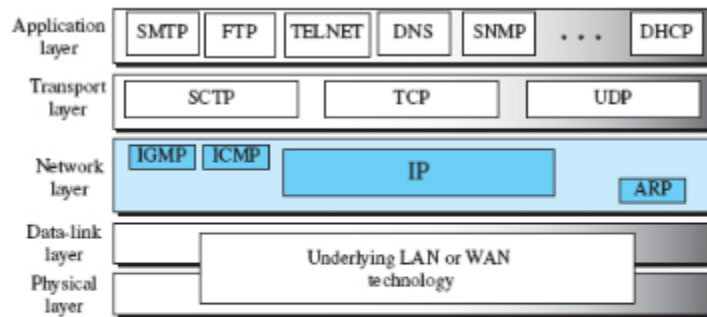 Application
layer
SMTP FTP TELNET DNS SNMP ... DHCP
Transport
layer
SCTP TCP UDP
Network
layer
IGMP ICMP IP ARP
Data-link
layer
Underlying LAN or WAN
technology
Physical
layer